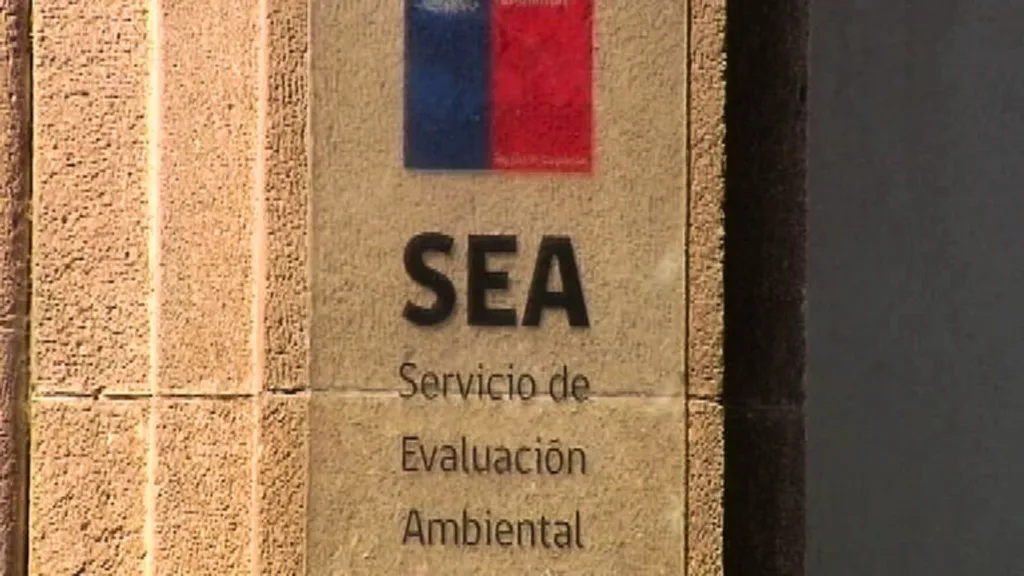 SEA
Servicio de
Evaluación
Ambiental